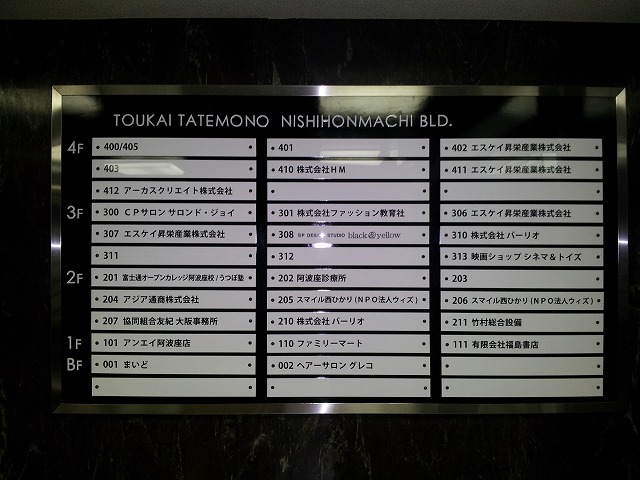 TOUKAI TATEMONO NISHIHONMACHI BLD.
4F 400/405 401 402 エスケイ昇栄産業株式会社
403 410 株式会社HM 411 エスケイ昇栄産業株式会社
412 アーカスクリエイト株式会社
3F 300 CPサロン サロンド・ジョイ 301 株式会社ファッション教育社 306 エスケイ昇栄産業株式会社
307 エスケイ昇栄産業株式会社 308 SP DESIGN STUDIO black&yellow 310 株式会社 バーリオ
311 312 313 映画ショップ シネマ&トイズ
2F 201 富士通オープンカレッジ阿波座校/うつぼ塾 202 阿波座診療所 203
204 アジア通商株式会社 205 スマイル西ひかり(NPO法人ウィズ) 206 スマイル西ひかり(NPO法人ウィズ)
207 協同組合友紀 大阪事務所 210 株式会社 バーリオ 211 竹村総合設備
1F 101 アンエイ阿波座店 110 ファミリーマート 111 有限会社福島書店
BF 001 まいど 002 ヘアーサロン グレコ